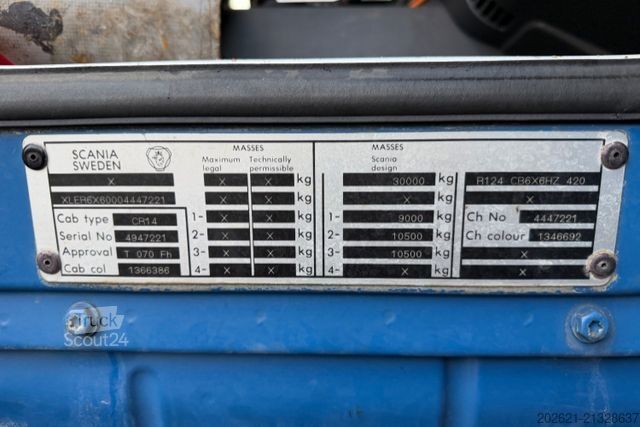 SCANIA
SWEDEN
MASSES
Maximum legal
Technically permissible
MASSES
Scania design
X
X X kg
30000 kg
R124 CB6X6HZ 420
XLER6X60004447221
X X kg
X kg
X
Cab type CR14
1- X X kg
1- 9000 kg
Ch No 4447221
Serial No 4947221
2- X X kg
2- 10500 kg
Ch colour 1346692
Approval T 070 Fh
3- X X kg
3- 10500 kg
X
Cab col 1366386
4- X X kg
4- X kg
X
Truck
Scout24
202621-21328637